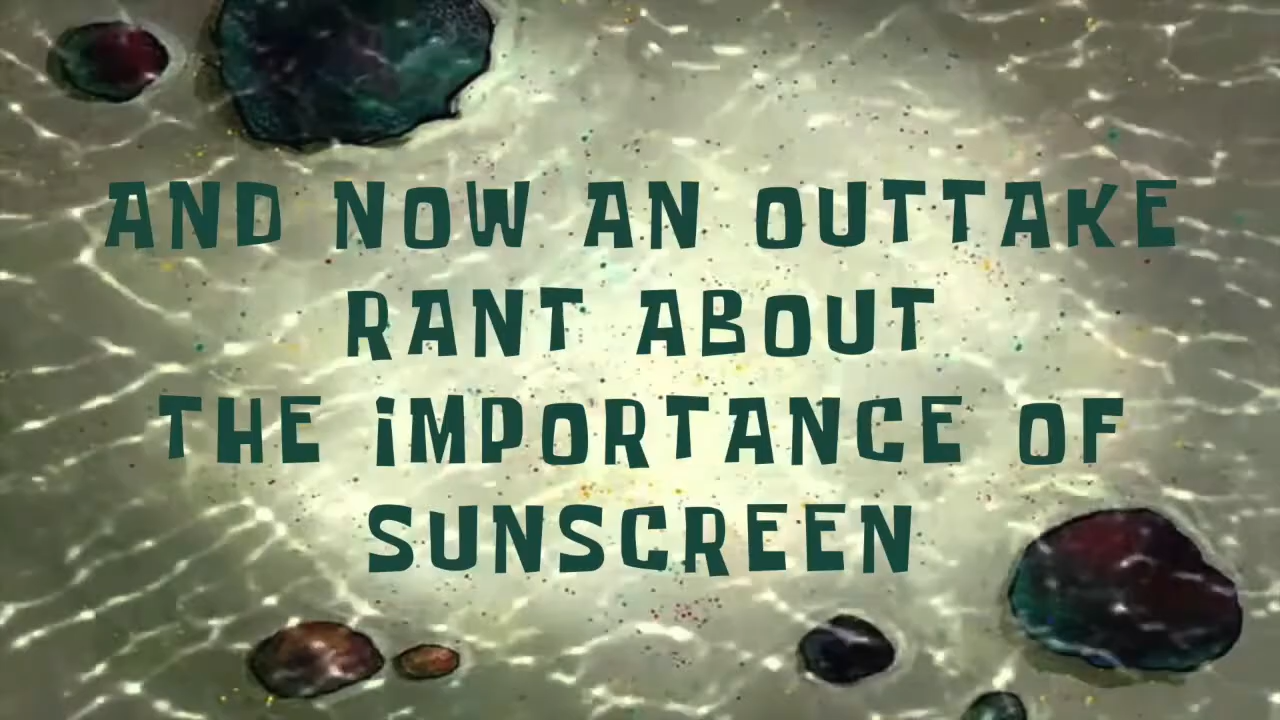 AND NOW AN OUTTAKE
RANT ABOUT
THE iMPORTANCE OF
SUNSCREEN